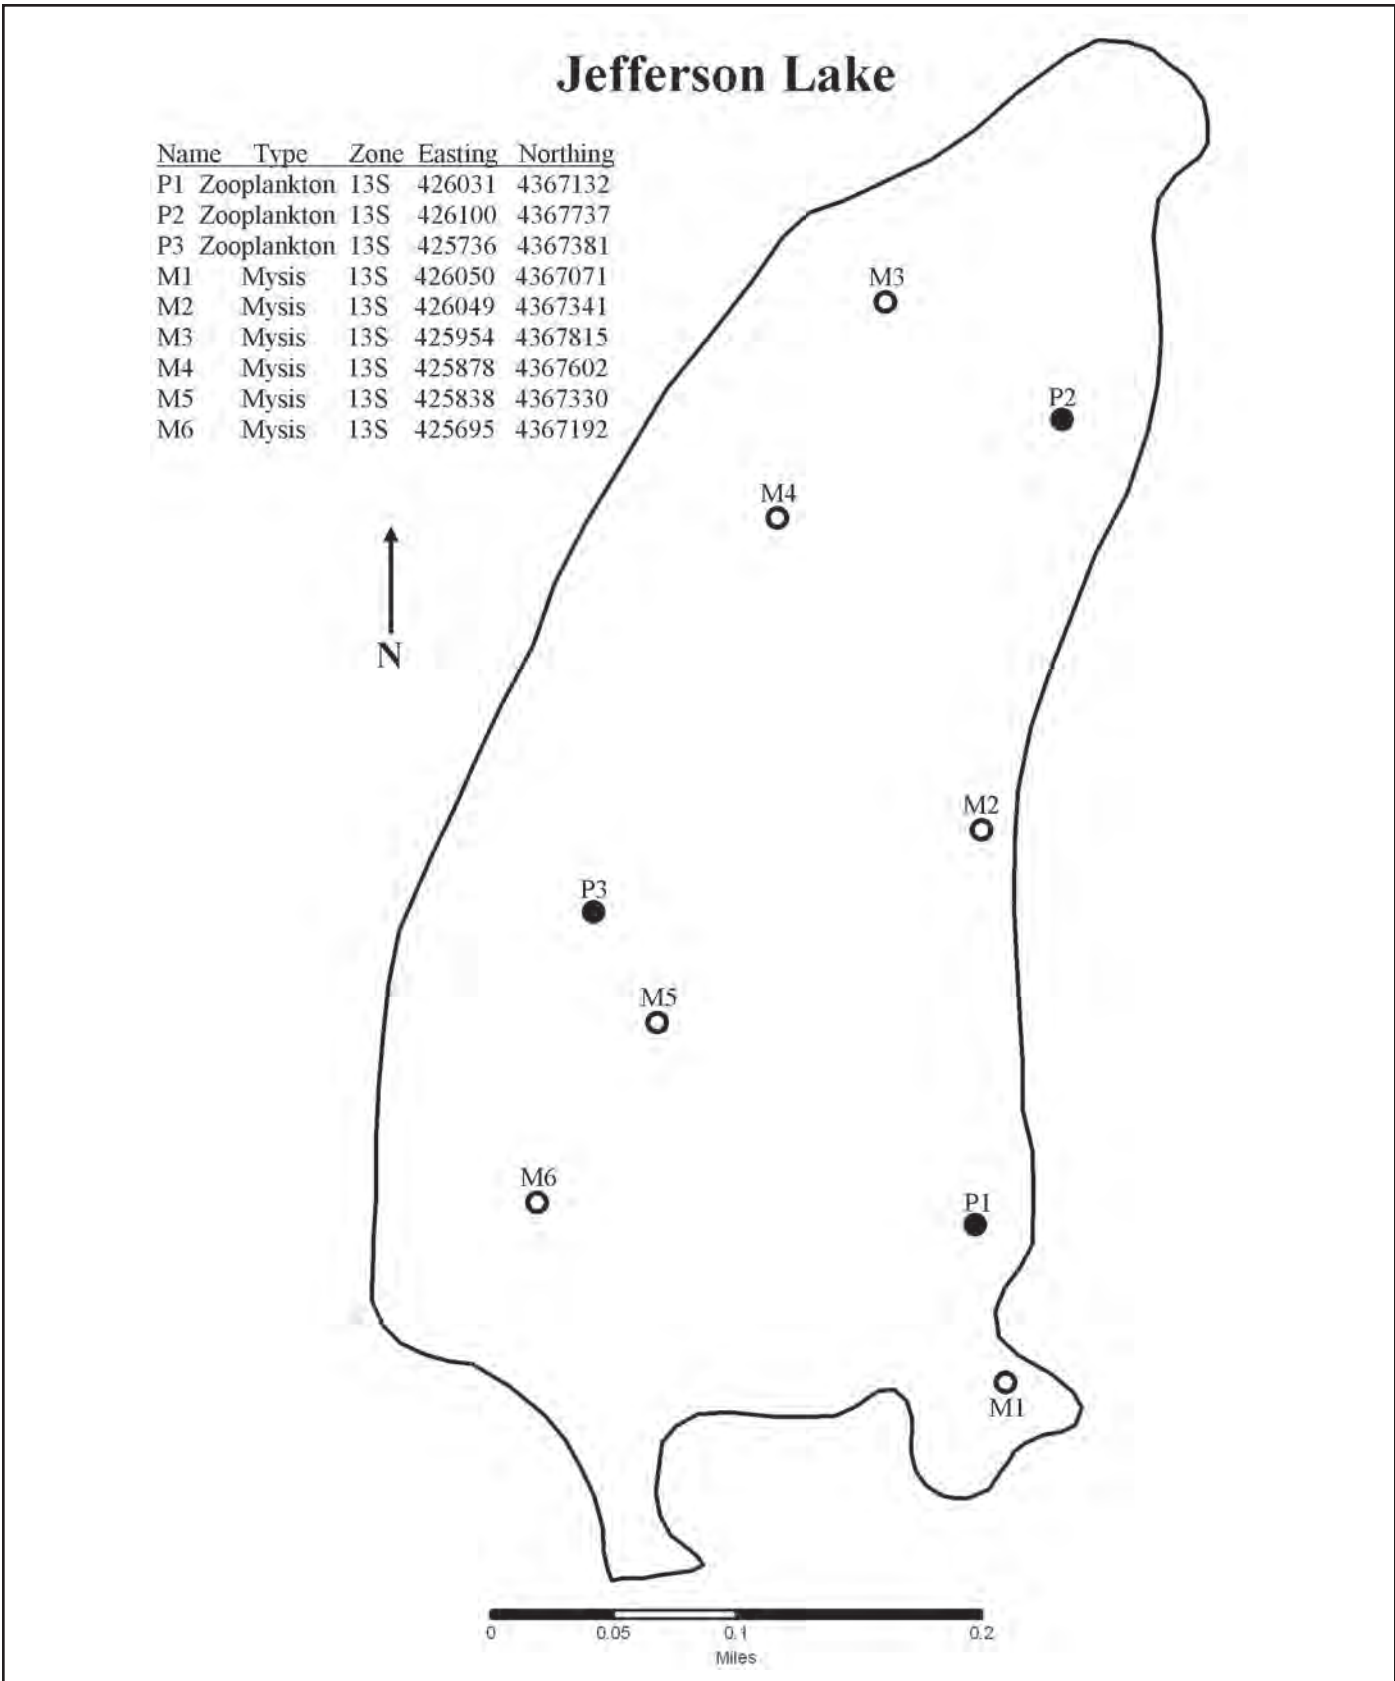 Jefferson Lake
Name Type Zone Easting Northing
P1 Zooplankton 13S 426031 4367132
P2 Zooplankton 13S 426100 4367737
P3 Zooplankton 13S 425736 4367381
M1 Mysis 13S 426050 4367071
M2 Mysis 13S 426049 4367341
M3 Mysis 13S 425954 4367815
M4 Mysis 13S 425878 4367602
M5 Mysis 13S 425838 4367330
M6 Mysis 13S 425695 4367192
M3
P2
M4
N
M2
P3
M5
M6
P1
M1
0 0.05 0.1 0.2
Miles